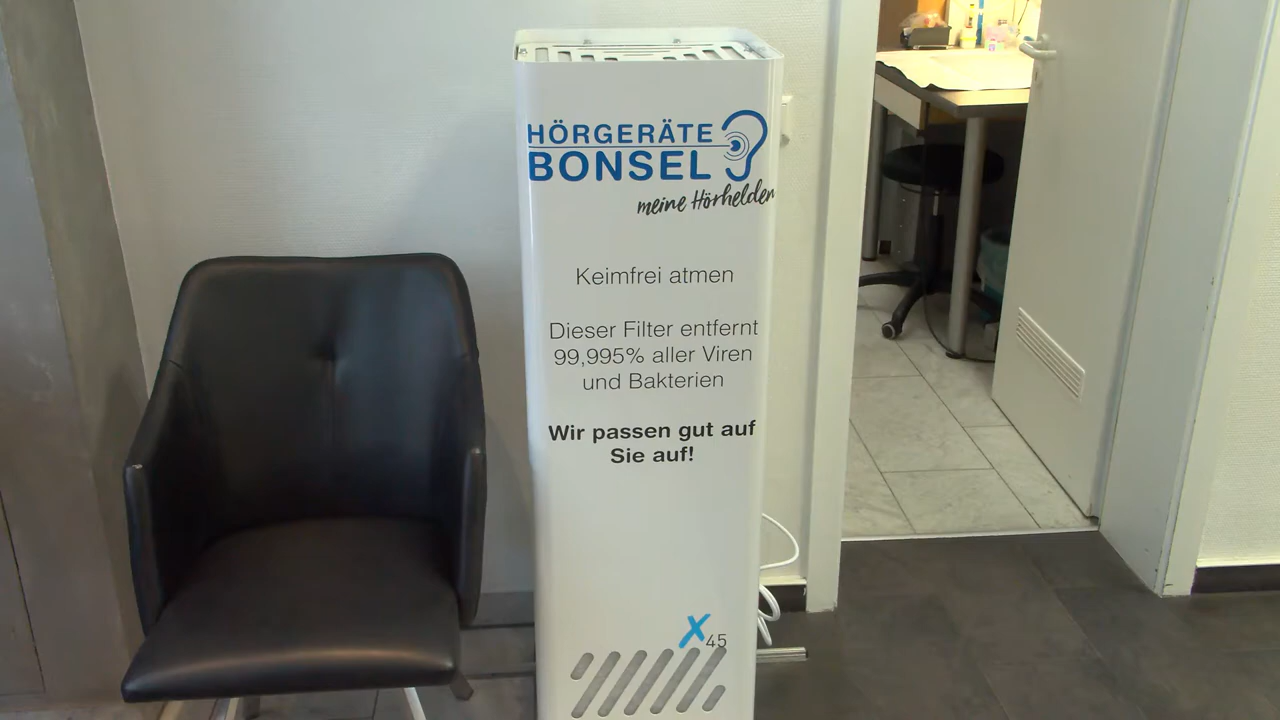 HÖRGERÄTE
BONSEL
meine Hörhelden
Keimfrei atmen
Dieser Filter entfernt
99,995% aller Viren
und Bakterien
Wir passen gut auf
Sie auf!
X45